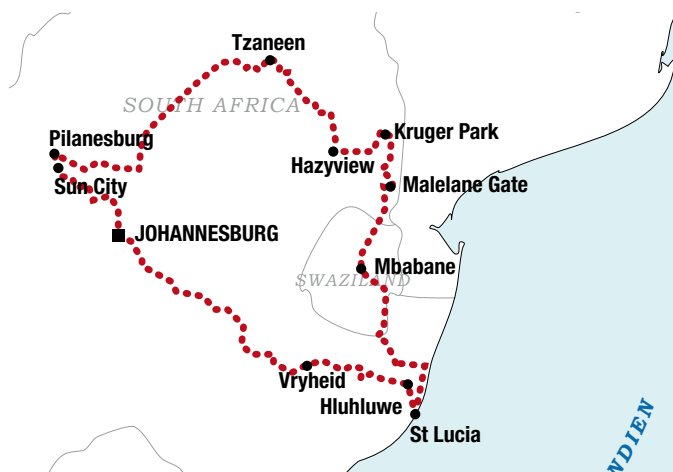 Tzaneen
SOUTH AFRICA
Pilanesburg
Kruger Park
Hazyview
Sun City
Malelane Gate
JOHANNESBURG
Mbabane
SWAZILAND
Vryheid
Hluhluwe
St Lucia
NDIEN